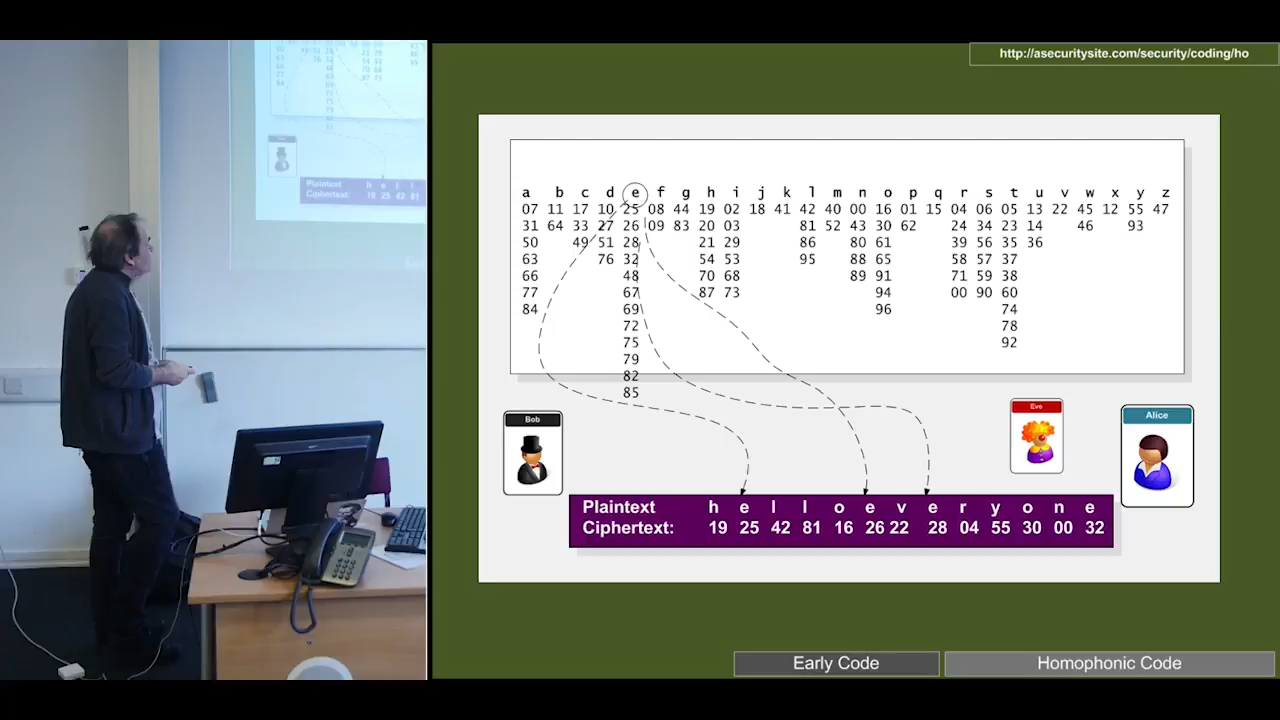 http://asecuritysite.com/security/coding/ho
a b c d e f g h i j k l m n o p q r s t u v w x y z
07 11 17 10 25 08 44 19 02 18 41 42 40 00 16 01 15 04 06 05 13 22 45 12 55 47
31 64 33 27 26 09 83 20 03 81 52 43 30 62 24 34 23 14 46 93
50 49 51 28 21 29 86 80 61 39 56 35 36
63 76 32 54 53 95 88 65 58 57 37
66 48 70 68 89 91 71 59 38
77 67 87 73 94 00 90 60
84 69 96 74
72 78
75 92
79
82
85
Bob
Eve
Alice
Plaintext h e l l o e v e r y o n e
Ciphertext: 19 25 42 81 16 26 22 28 04 55 30 00 32
Early Code
Homophonic Code
Plaintext h e l l
Ciphertext: 19 25 42 81